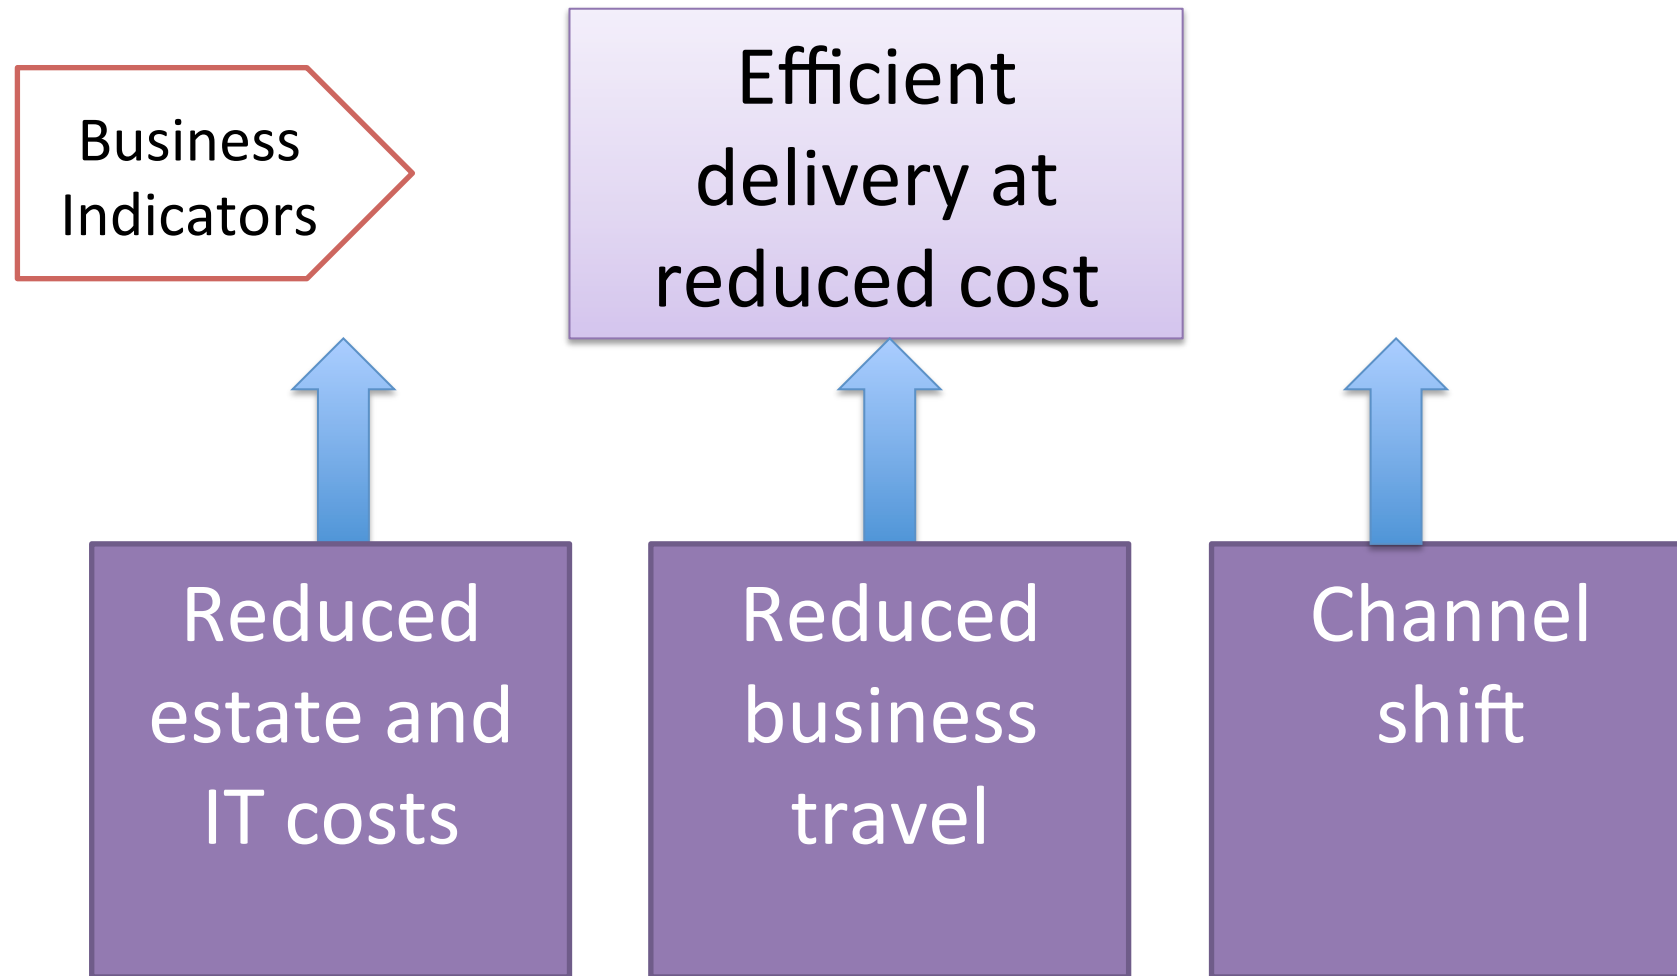 Business
Indicators
Efficient
delivery at
reduced cost
Reduced
estate and
IT costs
Reduced
business
travel
Channel
shift